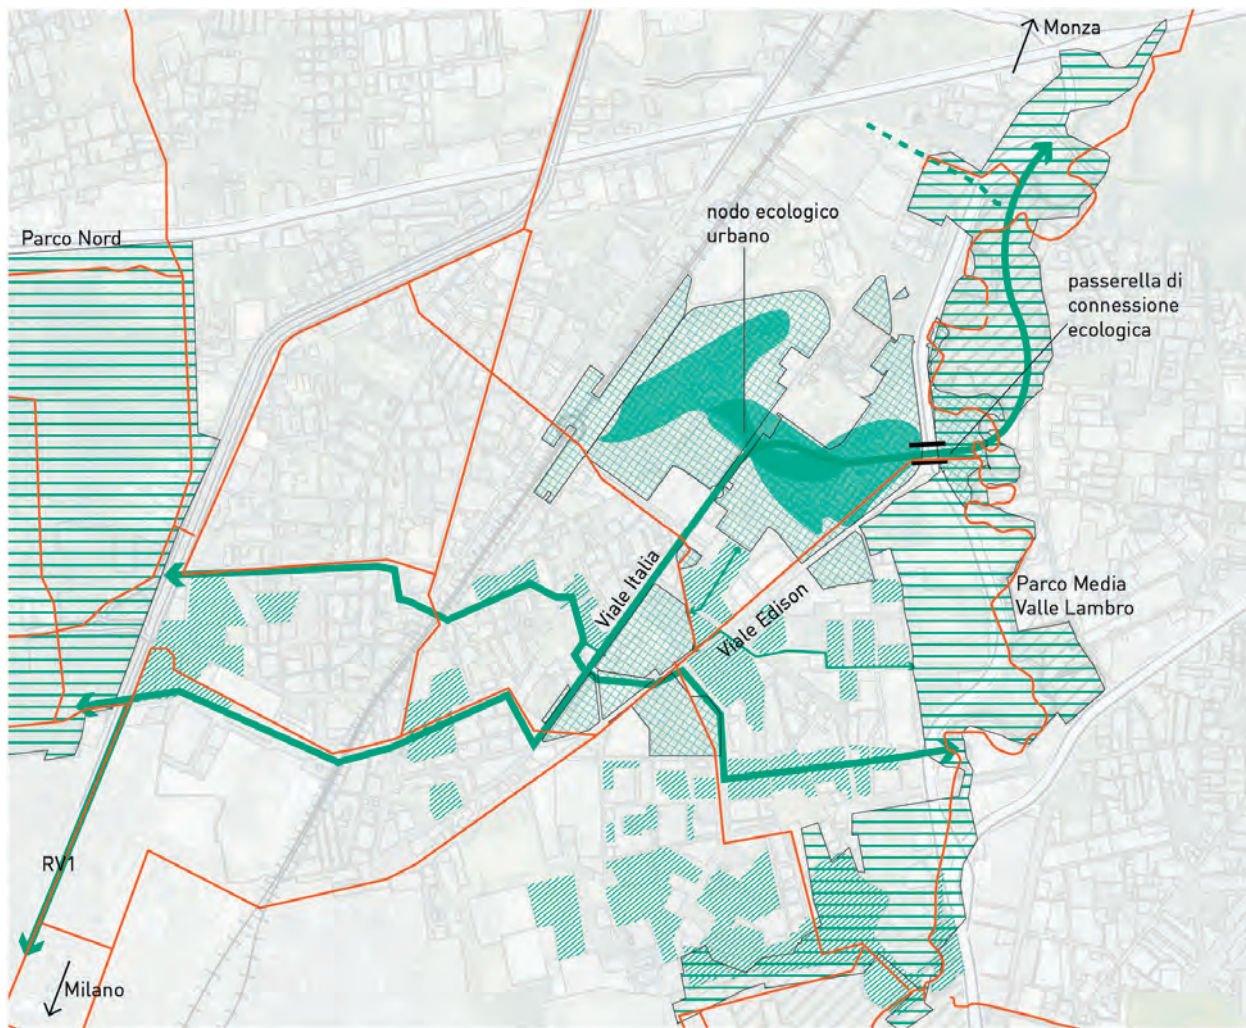 Monza
nodo ecologico
urbano
Parco Nord
passerella di
connessione
ecologica
Viale Italia
Viale Edison
Parco Media
Valle Lambro
RV1
Milano